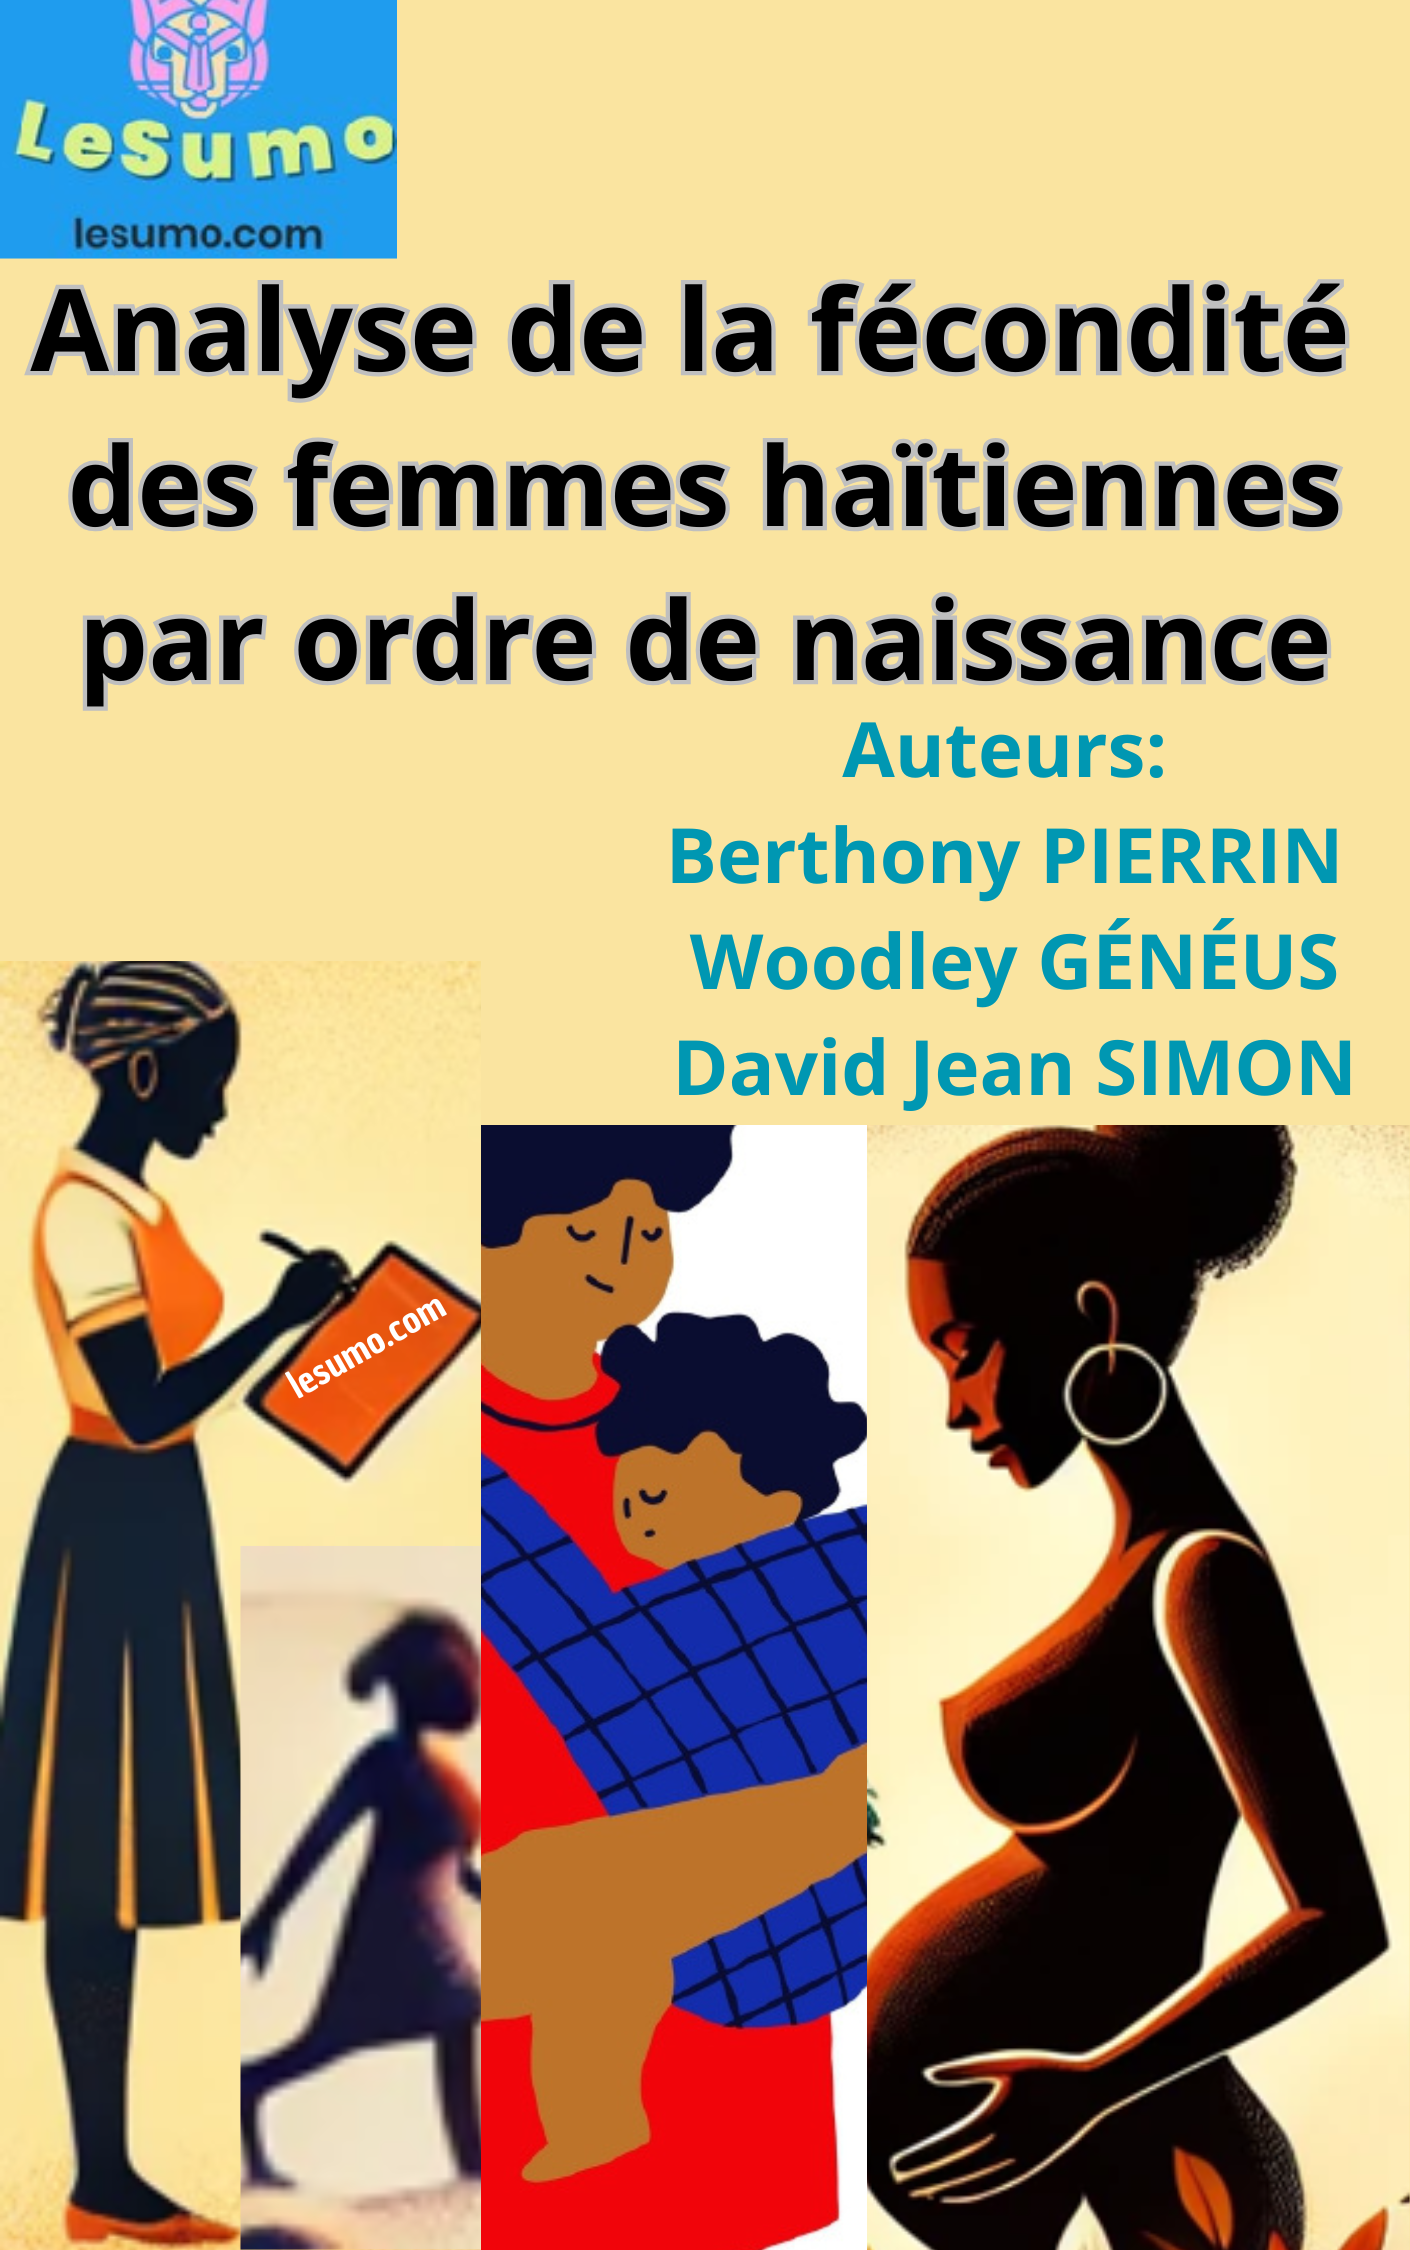 LeSumo
lesumo.com
Analyse de la fécondité
des femmes haïtiennes
par ordre de naissance
Auteurs:
Berthony PIERRIN
Woodley GÉNÉUS
David Jean SIMON
lesumo.com